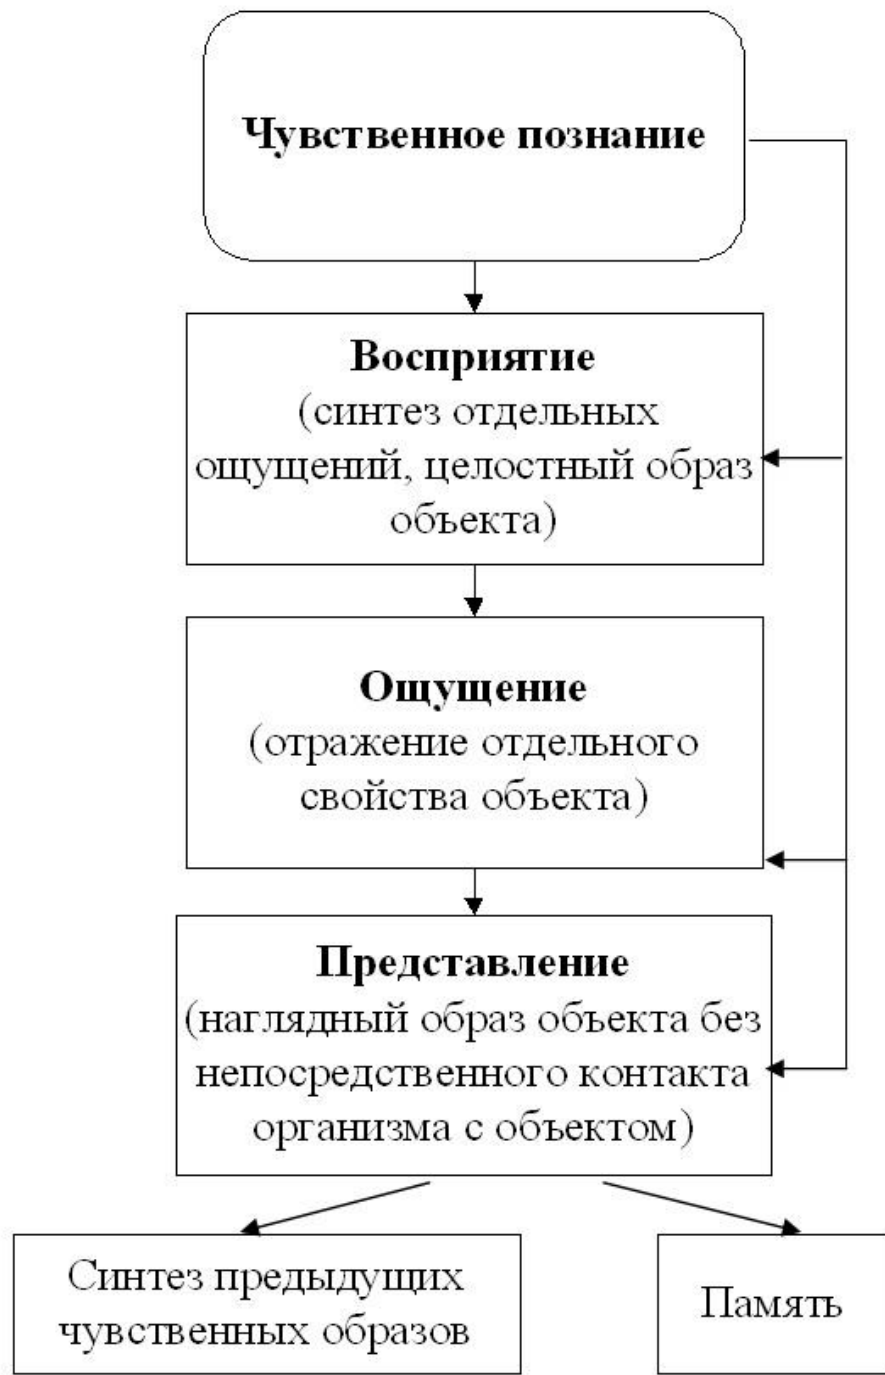 Чувственное познание
Восприятие
(синтез отдельных
ощущений, целостный образ
объекта)
Ощущение
(отражение отдельного
свойства объекта)
Представление
(наглядный образ объекта без
непосредственного контакта
организма с объектом)
Синтез предыдущих
чувственных образов
Память